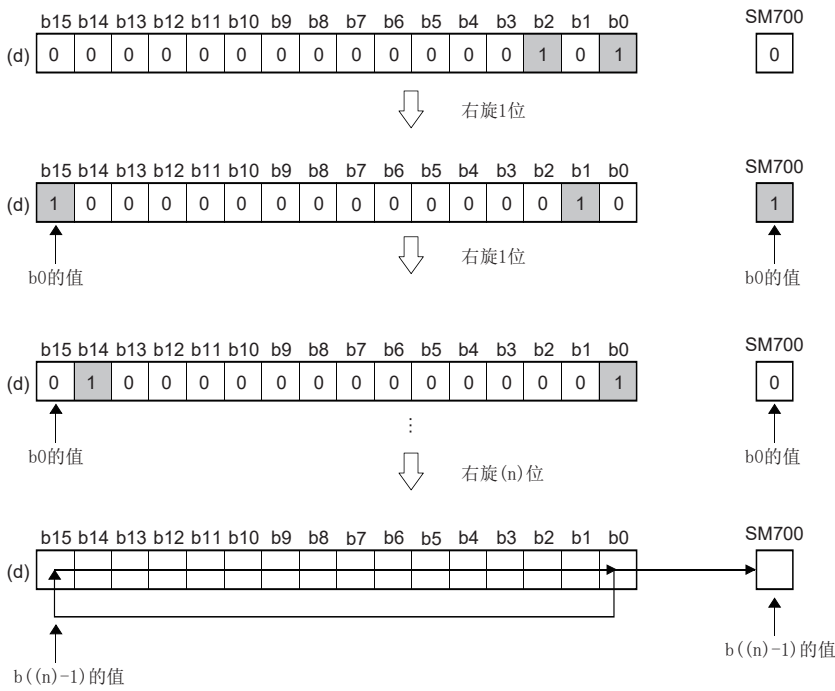 b15 b14 b13 b12 b11 b10 b9 b8 b7 b6 b5 b4 b3 b2 b1 b0 SM700
(d) 0 0 0 0 0 0 0 0 0 0 0 0 0 1 0 1 0
右旋1位
b15 b14 b13 b12 b11 b10 b9 b8 b7 b6 b5 b4 b3 b2 b1 b0 SM700
(d) 1 0 0 0 0 0 0 0 0 0 0 0 0 0 1 0 1
右旋1位
b0的值 b0的值
b15 b14 b13 b12 b11 b10 b9 b8 b7 b6 b5 b4 b3 b2 b1 b0 SM700
(d) 0 1 0 0 0 0 0 0 0 0 0 0 0 0 0 1 0
b0的值 b0的值
⋮
右旋(n)位
b15 b14 b13 b12 b11 b10 b9 b8 b7 b6 b5 b4 b3 b2 b1 b0 SM700
(d)
b((n)-1)的值 b((n)-1)的值